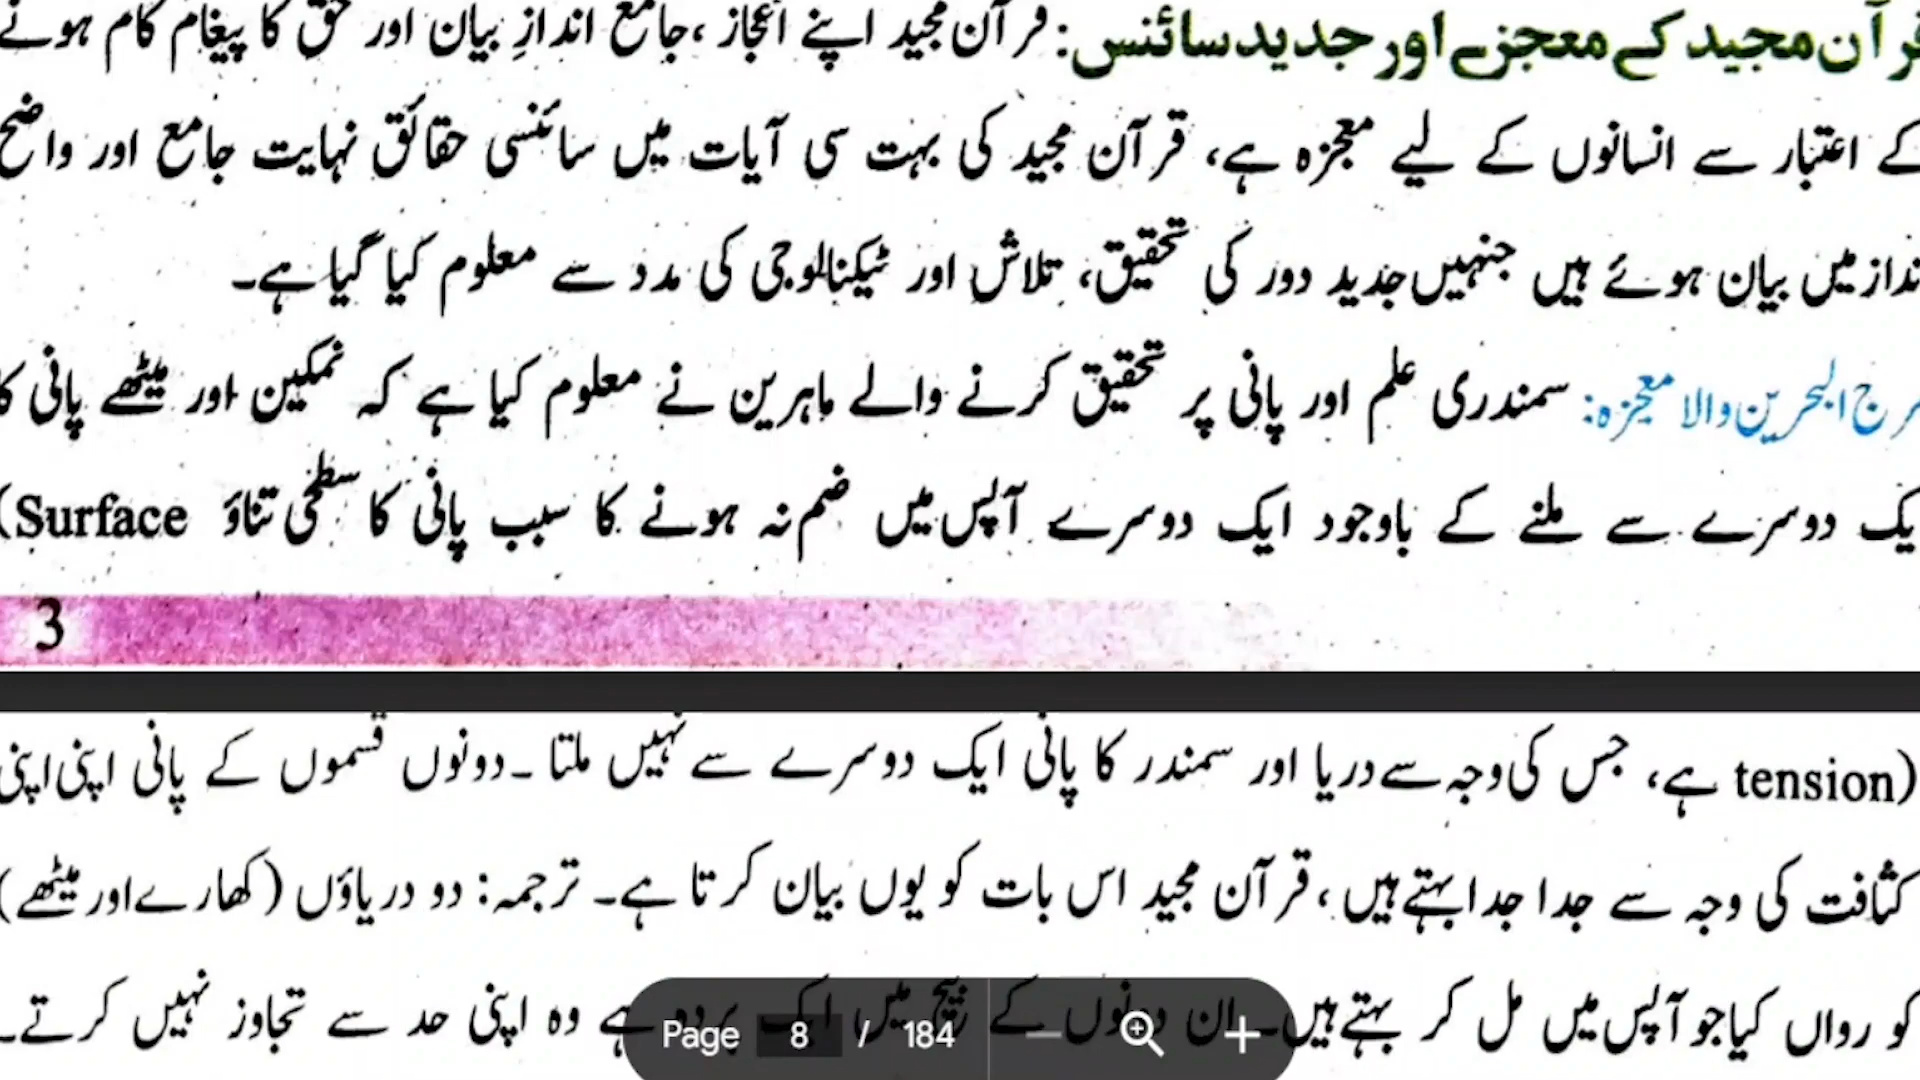 قرآن مجید کے معجزے اور جدید سائنس: قرآن مجید اپنے اعجاز، جامع اندازِ بیان اور حق کا پیغام کام ہونے
کے اعتبار سے انسانوں کے لیے معجزہ ہے، قرآن مجید کی بہت سی آیات میں سائنسی حقائق نہایت جامع اور واضح
نداز میں بیان ہوئے ہیں جنہیں جدید دور کی تحقیق، تلاش اور ٹیکنالوجی کی مدد سے معلوم کیا گیا ہے۔
مرج البحرین والا معجزہ: سمندری علم اور پانی پر تحقیق کرنے والے ماہرین نے معلوم کیا ہے کہ نمکین اور میٹھے پانی کا
یک دوسرے سے ملنے کے باوجود ایک دوسرے آپس میں ضم نہ ہونے کا سبب پانی کا سطحی تناؤ Surface)
3
(tension ہے، جس کی وجہ سے دریا اور سمندر کا پانی ایک دوسرے سے نہیں ملتا۔ دونوں قسموں کے پانی اپنی اپنی
کثافت کی وجہ سے جدا جدا بہتے ہیں، قرآن مجید اس بات کو یوں بیان کرتا ہے۔ ترجمہ: دو دریاؤں (کھارے اور میٹھے)
کو رواں کیا جو آپس میں مل کر بہتے ہیں۔ ان دونوں کے بیچ میں ایک پردہ ہے وہ اپنی حد سے تجاوز نہیں کرتے۔
Page 8 / 184